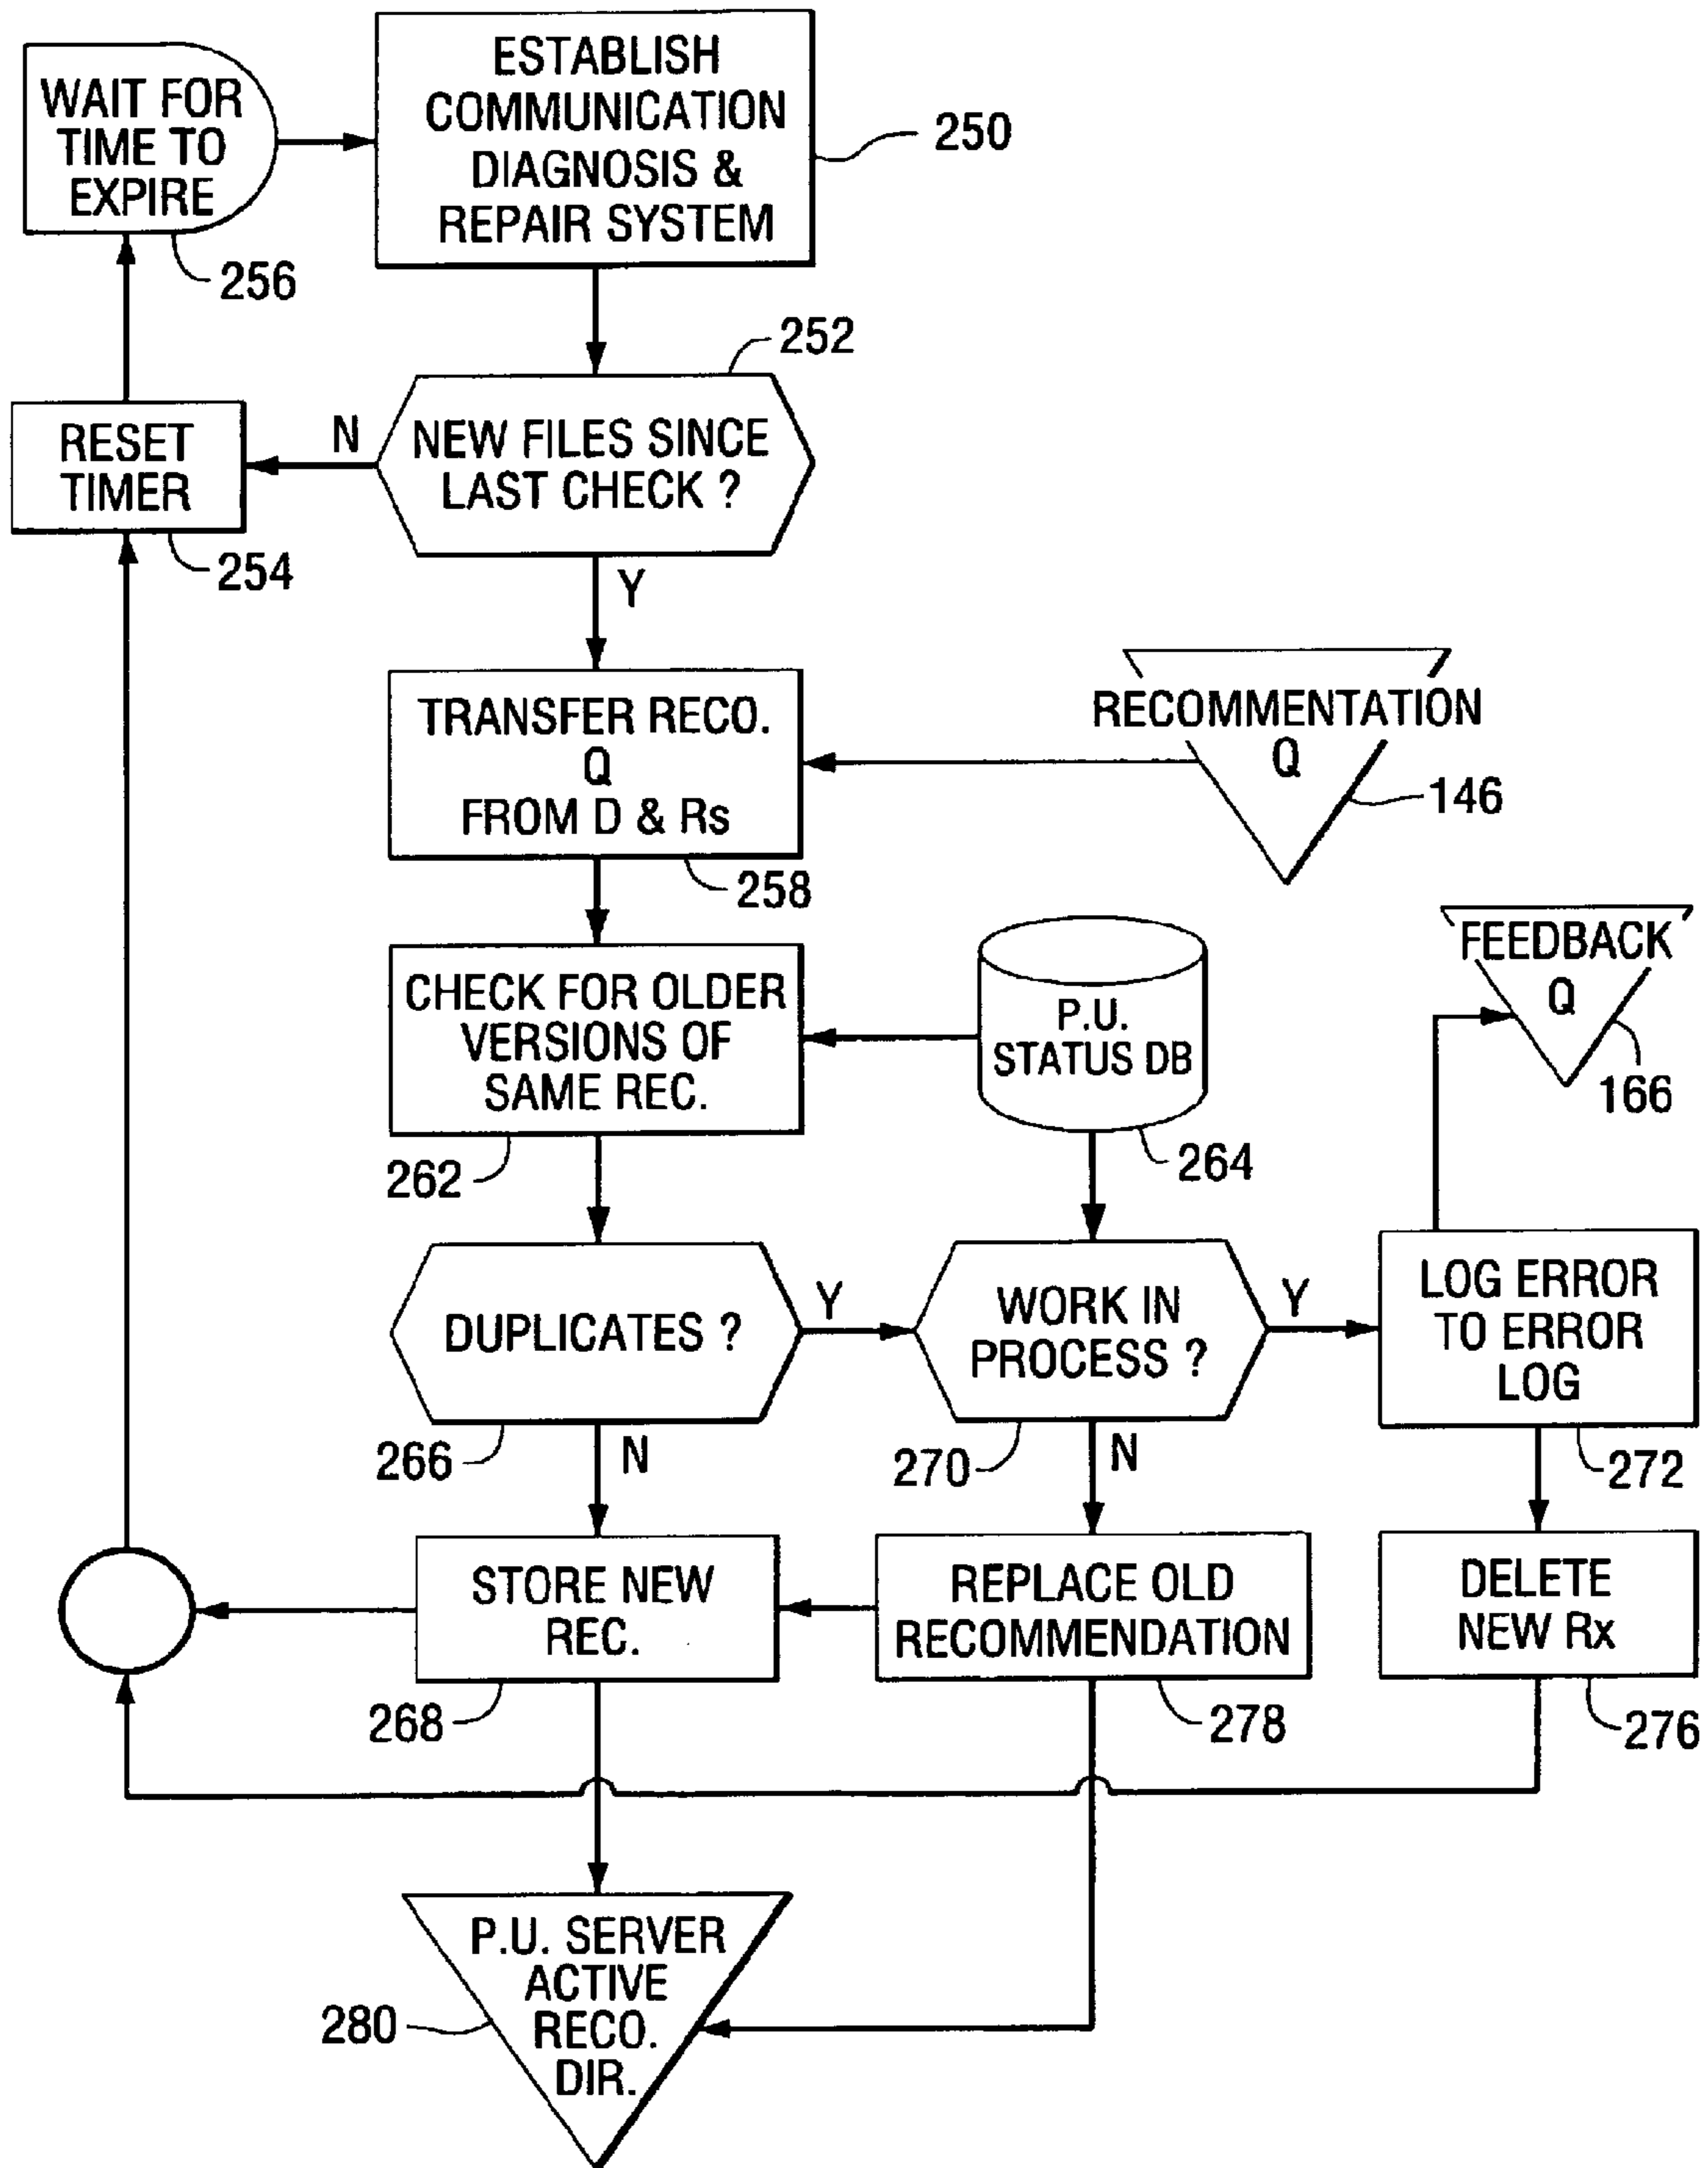 WAIT FOR
TIME TO
EXPIRE
256
ESTABLISH
COMMUNICATION
DIAGNOSIS &
REPAIR SYSTEM
250
252
NEW FILES SINCE
LAST CHECK ?
N
Y
RESET
TIMER
254
TRANSFER RECO.
Q
FROM D & Rs
258
RECOMMENTATION
Q
146
CHECK FOR OLDER
VERSIONS OF
SAME REC.
262
P.U.
STATUS DB
264
FEEDBACK
Q
166
DUPLICATES ?
266
Y
N
WORK IN
PROCESS ?
270
Y
N
LOG ERROR
TO ERROR
LOG
272
STORE NEW
REC.
268
REPLACE OLD
RECOMMENDATION
278
DELETE
NEW Rx
276
P.U. SERVER
ACTIVE
RECO.
DIR.
280